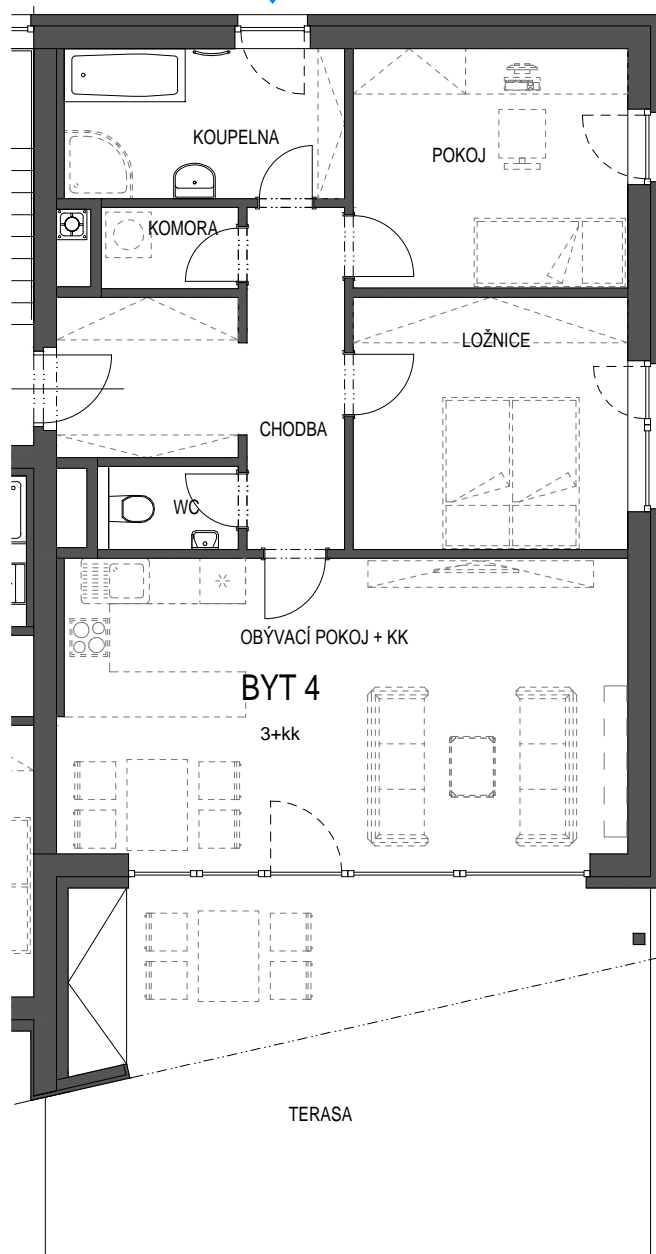 KOUPELNA
POKOJ
KOMORA
LOŽNICE
CHODBA
WC
OBÝVACÍ POKOJ + KK
BYT 4
3+kk
TERASA